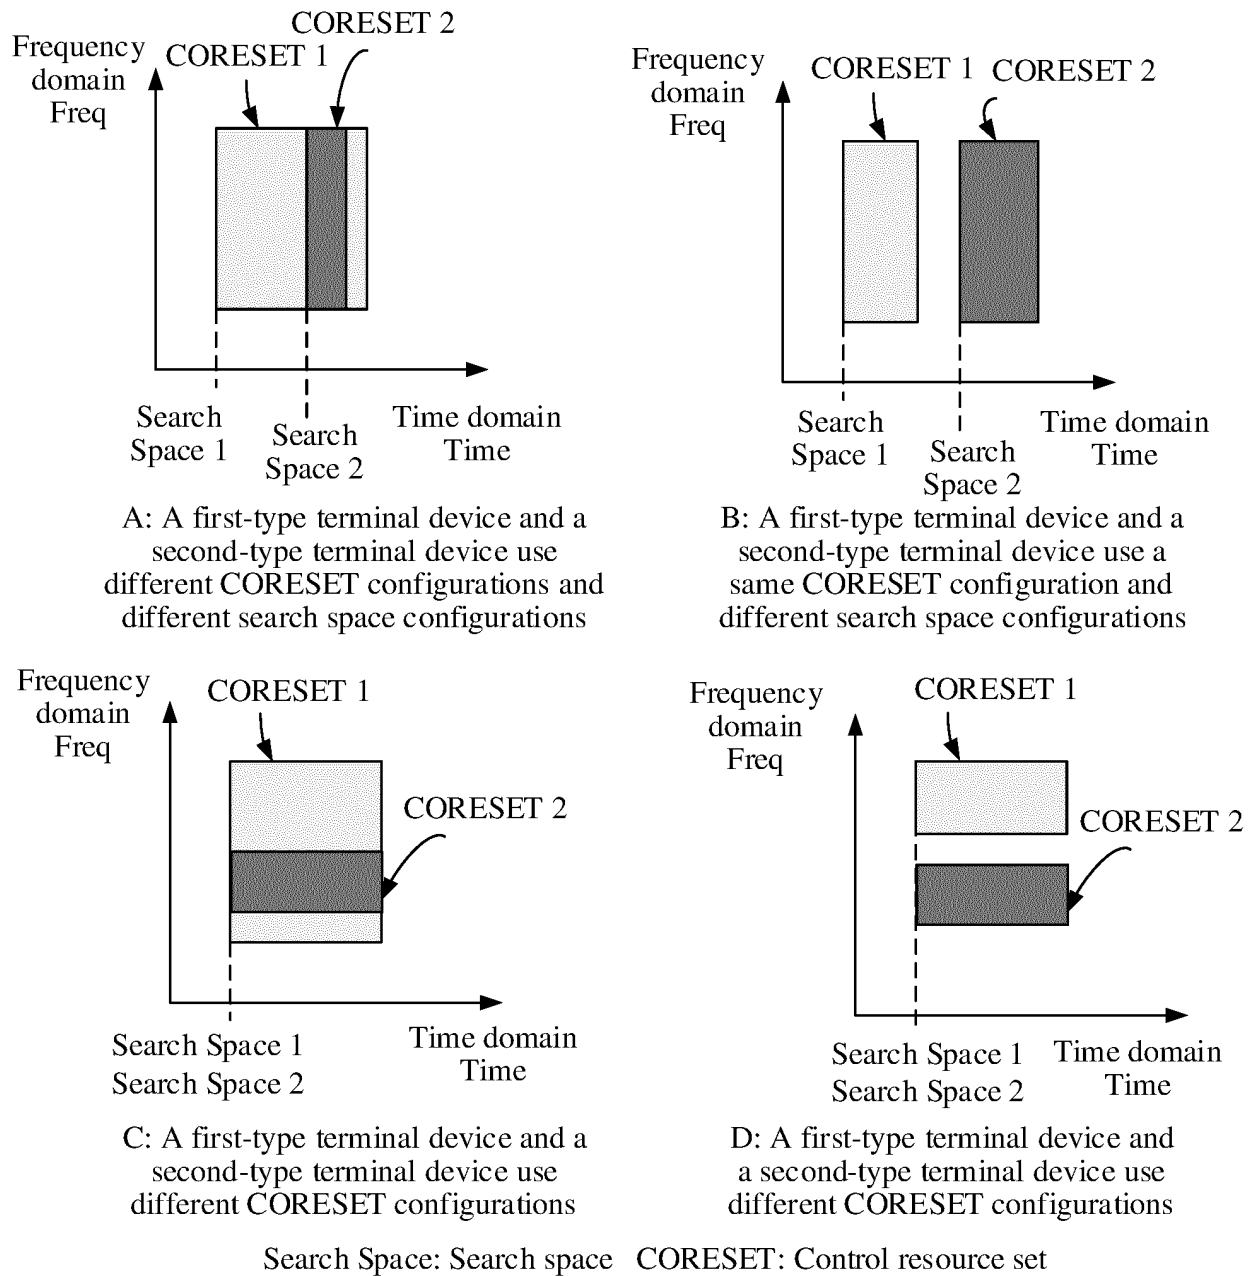 CORESET 2
Frequency
domain
Freq
CORESET 1
Search
Space 1
Search
Space 2
Time domain
Time
A: A first-type terminal device and a
second-type terminal device use
different CORESET configurations and
different search space configurations
Frequency
domain
Freq
CORESET 1
CORESET 2
Search
Space 1
Search
Space 2
Time domain
Time
B: A first-type terminal device and a
second-type terminal device use a
same CORESET configuration and
different search space configurations
Frequency
domain
Freq
CORESET 1
CORESET 2
Search Space 1
Search Space 2
Time domain
Time
C: A first-type terminal device and a
second-type terminal device use
different CORESET configurations
Frequency
domain
Freq
CORESET 1
CORESET 2
Search Space 1
Search Space 2
Time domain
Time
D: A first-type terminal device and
a second-type terminal device use
different CORESET configurations
Search Space: Search space CORESET: Control resource set